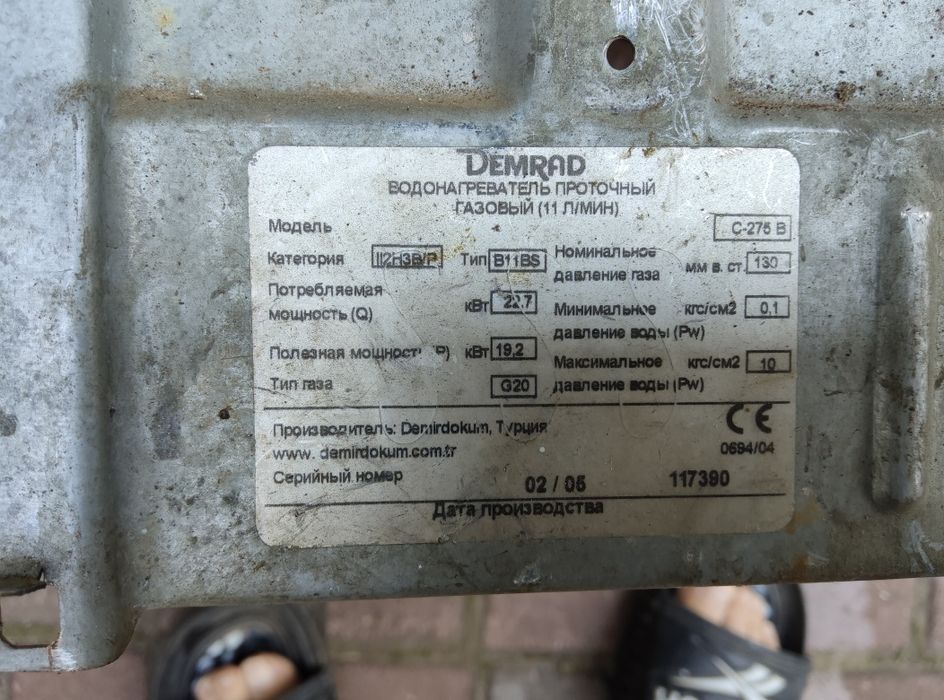 DEMRAD
ВОДОНАГРЕВАТЕЛЬ ПРОТОЧНЫЙ
ГАЗОВЫЙ (11 Л/МИН)
Модель C-275 B
Категория II2H3B/P Тип B11BS
Номинальное давление газа мм в. ст. 130
Потребляемая мощность (Q) кВт 22,7
Минимальное давление воды (Pw) кгс/см2 0,1
Полезная мощность (P) кВт 19,2
Максимальное давление воды (Pw) кгс/см2 10
Тип газа G20
Производитель: Demirdokum, Турция
www. demirdokum.com.tr
CE
0694/04
Серийный номер 02 / 05 117390
Дата производства